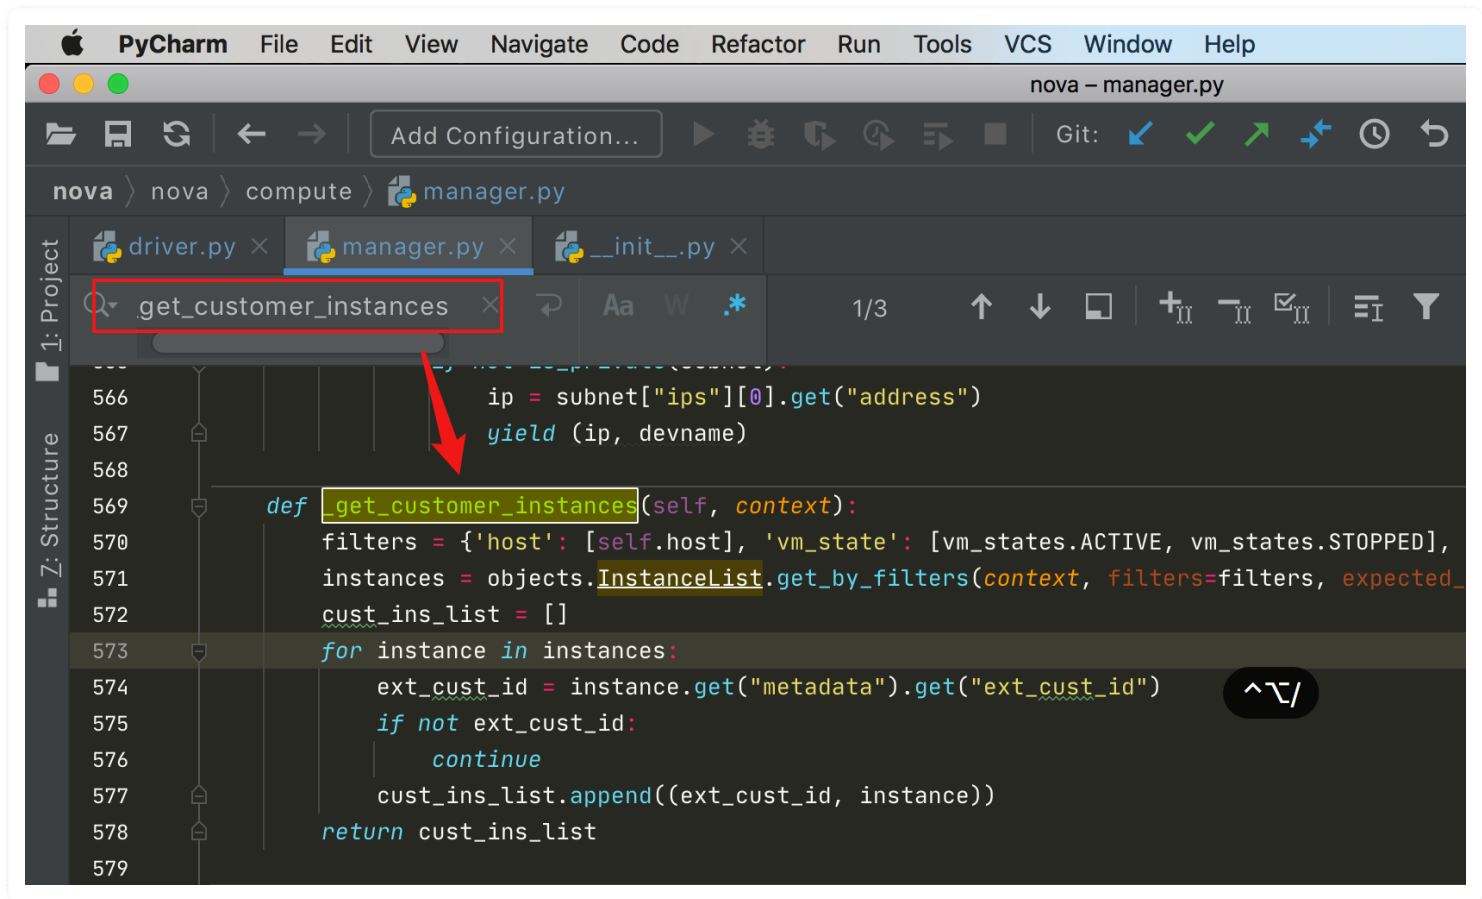 PyCharm File Edit View Navigate Code Refactor Run Tools VCS Window Help
nova – manager.py
Add Configuration... Git:
nova nova compute manager.py
driver.py manager.py __init__.py
_get_customer_instances Aa W .* 1/3
1: Project
Z: Structure
566 ip = subnet["ips"][0].get("address")
567 yield (ip, devname)
568
569 def _get_customer_instances(self, context):
570 filters = {'host': [self.host], 'vm_state': [vm_states.ACTIVE, vm_states.STOPPED],
571 instances = objects.InstanceList.get_by_filters(context, filters=filters, expected_
572 cust_ins_list = []
573 for instance in instances:
574 ext_cust_id = instance.get("metadata").get("ext_cust_id")
^⌥/
575 if not ext_cust_id:
576 continue
577 cust_ins_list.append((ext_cust_id, instance))
578 return cust_ins_list
579